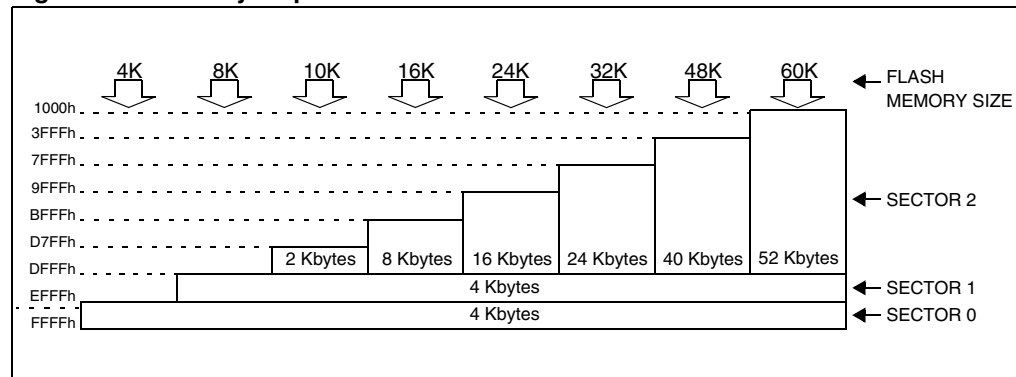 4K 8K 10K 16K 24K 32K 48K 60K
FLASH
MEMORY SIZE
1000h
3FFFh
7FFFh
9FFFh
SECTOR 2
BFFFh
D7FFh
2 Kbytes 8 Kbytes 16 Kbytes 24 Kbytes 40 Kbytes 52 Kbytes
DFFFh
4 Kbytes
SECTOR 1
EFFFh
4 Kbytes
SECTOR 0
FFFFh